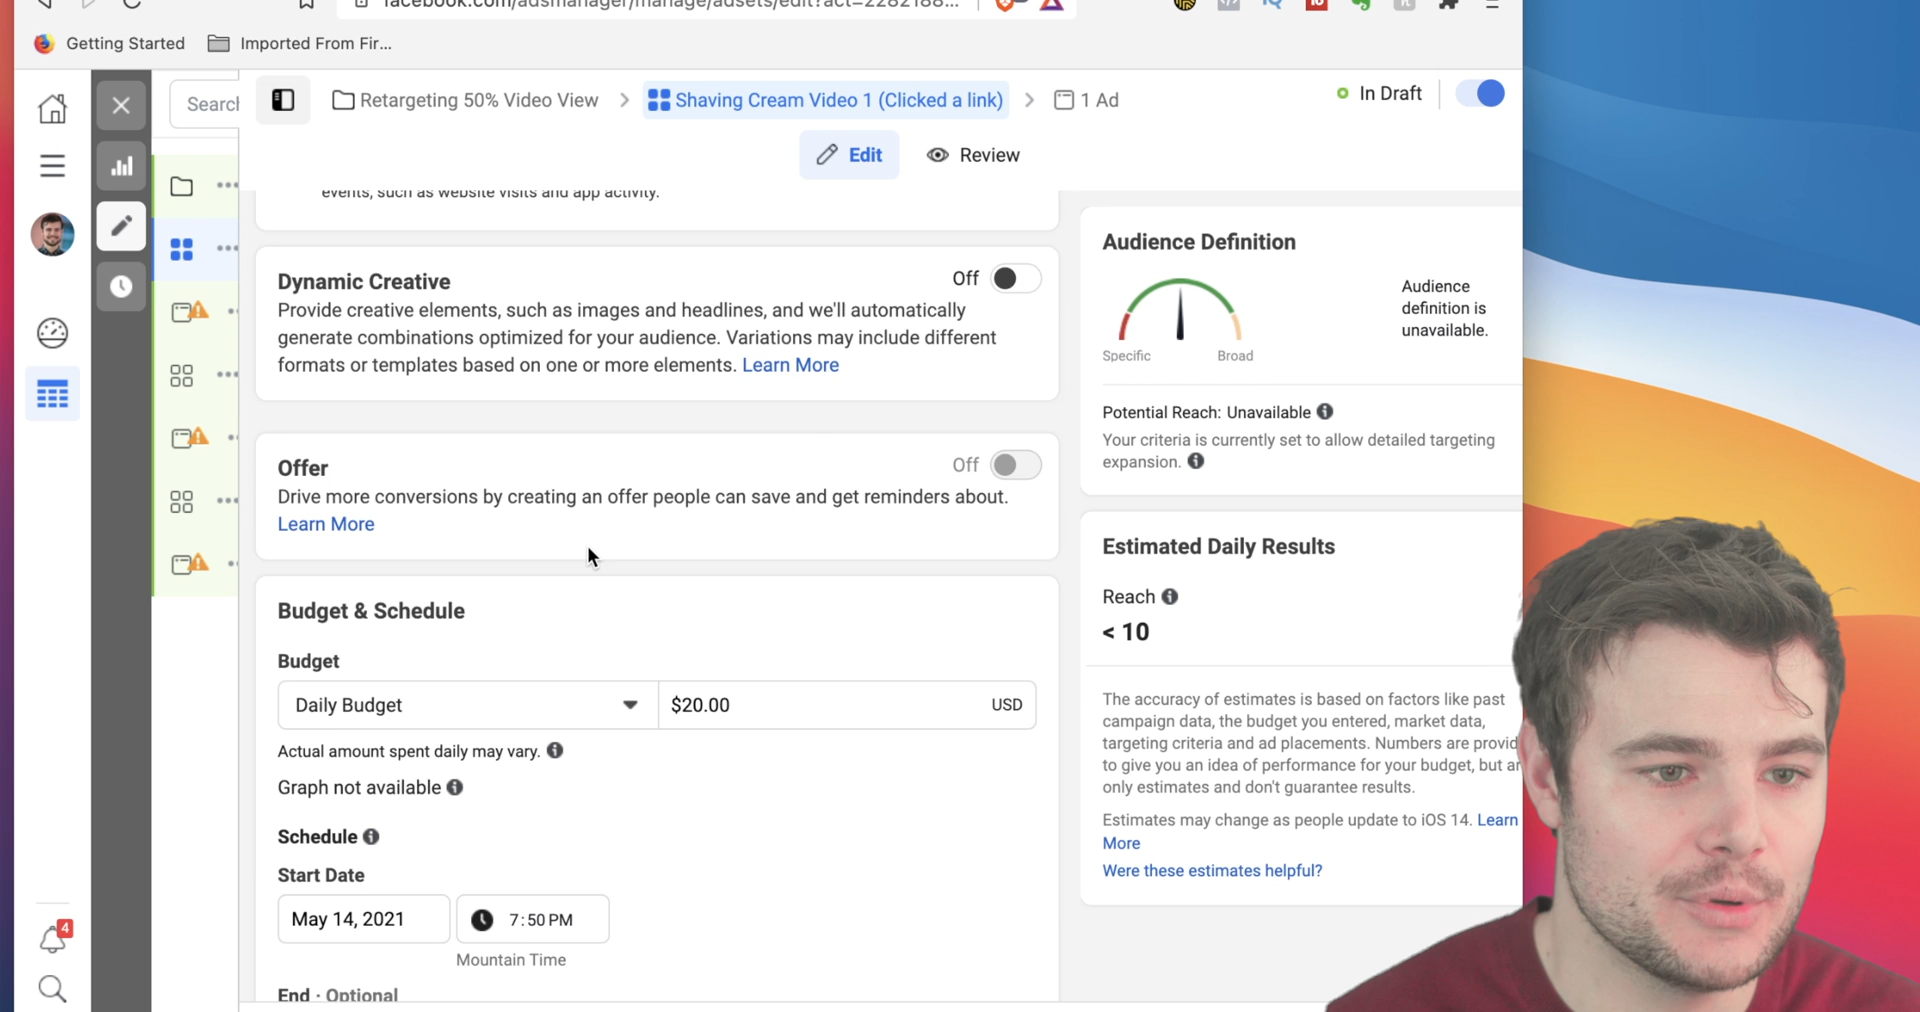 facebook.com/adsmanager/manage/adsets/edit?act=2282188...
Getting Started
Imported From Fir...
Search
Retargeting 50% Video View
Shaving Cream Video 1 (Clicked a link)
1 Ad
In Draft
Edit
Review
events, such as website visits and app activity.
Dynamic Creative
Off
Provide creative elements, such as images and headlines, and we'll automatically
generate combinations optimized for your audience. Variations may include different
formats or templates based on one or more elements. Learn More
Offer
Off
Drive more conversions by creating an offer people can save and get reminders about.
Learn More
Budget & Schedule
Budget
Daily Budget
$20.00
USD
Actual amount spent daily may vary.
Graph not available
Schedule
Start Date
May 14, 2021
7:50 PM
Mountain Time
End · Optional
Audience Definition
Audience
definition is
unavailable.
Specific
Broad
Potential Reach: Unavailable
Your criteria is currently set to allow detailed targeting
expansion.
Estimated Daily Results
Reach
< 10
The accuracy of estimates is based on factors like past
campaign data, the budget you entered, market data,
targeting criteria and ad placements. Numbers are provid
to give you an idea of performance for your budget, but ar
only estimates and don't guarantee results.
Estimates may change as people update to iOS 14. Learn
More
Were these estimates helpful?
4